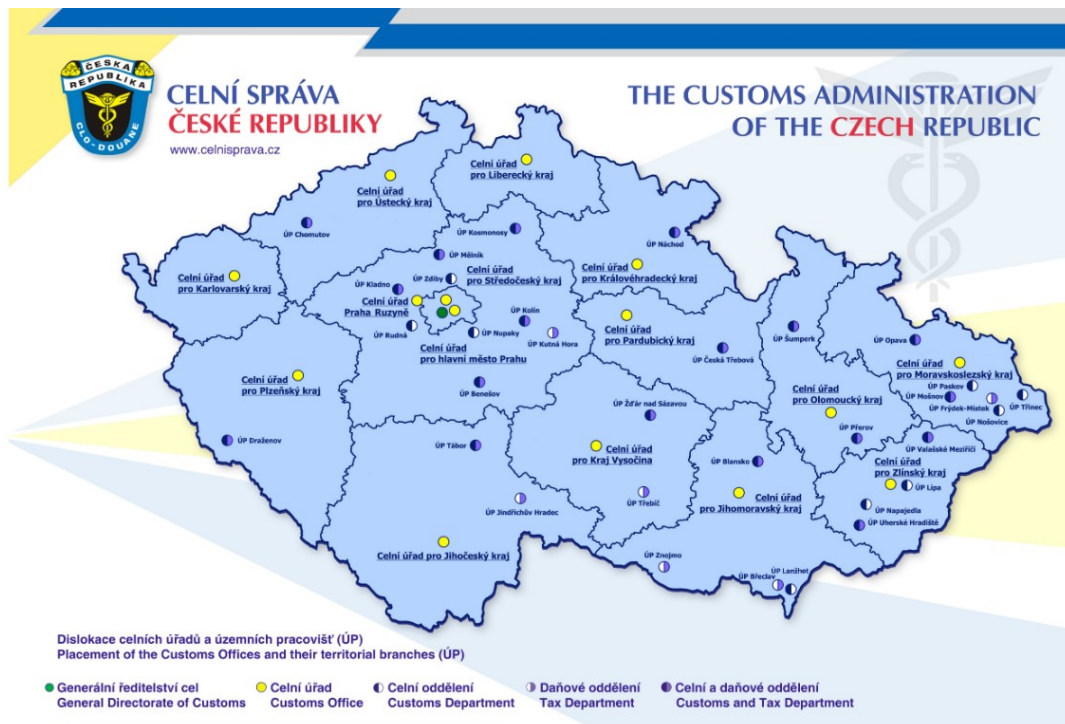 ČESKÁ
REPUBLIKA
CLO-DOUANE
CELNÍ SPRÁVA
ČESKÉ REPUBLIKY
www.celnisprava.cz
THE CUSTOMS ADMINISTRATION
OF THE CZECH REPUBLIC
Celní úřad
pro Liberecký kraj
Celní úřad
pro Ústecký kraj
ÚP Chomutov
ÚP Kosmonosy
ÚP Náchod
ÚP Mělník
Celní úřad
pro Karlovarský kraj
ÚP Zdiby
Celní úřad
pro Středočeský kraj
Celní úřad
pro Královéhradecký kraj
ÚP Kladno
Celní úřad
Praha Ruzyně
ÚP Rudná
ÚP Nupaky
ÚP Kolín
ÚP Kutná Hora
Celní úřad
pro hlavní město Prahu
Celní úřad
pro Pardubický kraj
ÚP Česká Třebová
ÚP Šumperk
ÚP Opava
Celní úřad
pro Moravskoslezský kraj
ÚP Paskov
ÚP Mošnov
ÚP Frýdek-Místek
ÚP Třinec
ÚP Nošovice
Celní úřad
pro Plzeňský kraj
ÚP Benešov
Celní úřad
pro Olomoucký kraj
ÚP Žďár nad Sázavou
ÚP Přerov
ÚP Draženov
ÚP Tábor
Celní úřad
pro Kraj Vysočina
ÚP Blansko
ÚP Valašské Meziříčí
Celní úřad
pro Zlínský kraj
ÚP Lípa
ÚP Jindřichův Hradec
ÚP Třebíč
Celní úřad
pro Jihomoravský kraj
ÚP Napajedla
ÚP Uherské Hradiště
Celní úřad pro Jihočeský kraj
ÚP Znojmo
ÚP Břeclav
ÚP Lanžhot
Dislokace celních úřadů a územních pracovišť (ÚP)
Placement of the Customs Offices and their territorial branches (ÚP)
Generální ředitelství cel
General Directorate of Customs
Celní úřad
Customs Office
Celní oddělení
Customs Department
Daňové oddělení
Tax Department
Celní a daňové oddělení
Customs and Tax Department